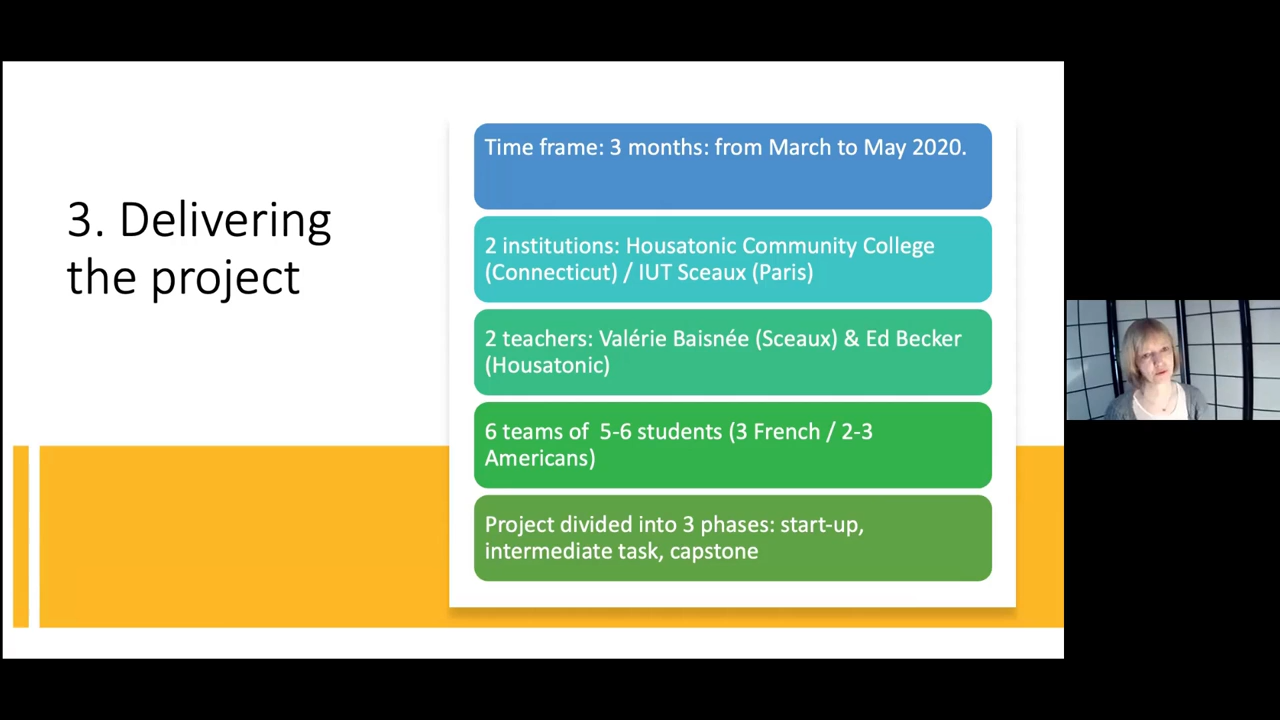 3. Delivering
the project
Time frame: 3 months: from March to May 2020.
2 institutions: Housatonic Community College
(Connecticut) / IUT Sceaux (Paris)
2 teachers: Valérie Baisnée (Sceaux) & Ed Becker
(Housatonic)
6 teams of 5-6 students (3 French / 2-3
Americans)
Project divided into 3 phases: start-up,
intermediate task, capstone